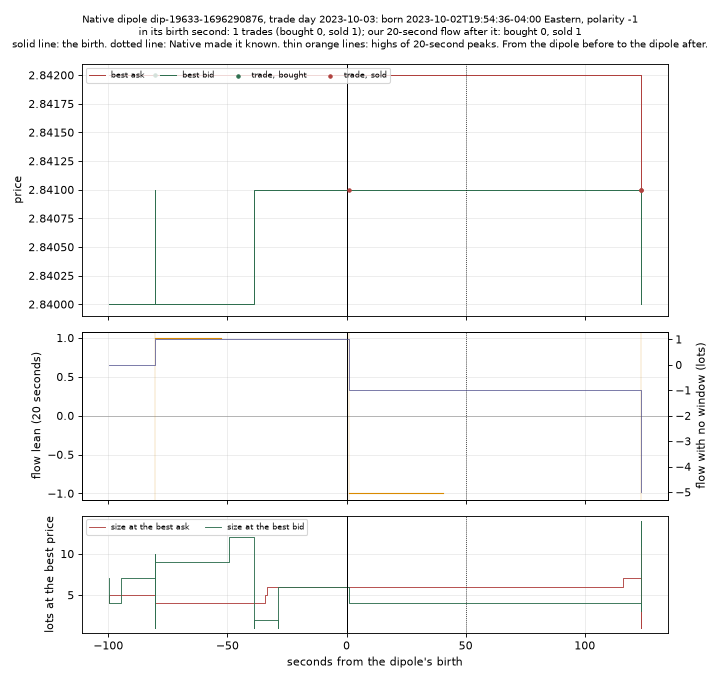 Native dipole dip-19633-1696290876, trade day 2023-10-03: born 2023-10-02T19:54:36-04:00 Eastern, polarity -1
in its birth second: 1 trades (bought 0, sold 1); our 20-second flow after it: bought 0, sold 1
solid line: the birth. dotted line: Native made it known. thin orange lines: highs of 20-second peaks. From the dipole before to the dipole after.
best ask best bid trade, bought trade, sold
2.84200
2.84175
2.84150
2.84125
2.84100
2.84075
2.84050
2.84025
2.84000
price
1.0
0.5
0.0
−0.5
−1.0
flow lean (20 seconds)
1
0
−1
−2
−3
−4
−5
flow with no window (lots)
size at the best ask size at the best bid
10
5
lots at the best price
−100 −50 0 50 100
seconds from the dipole's birth